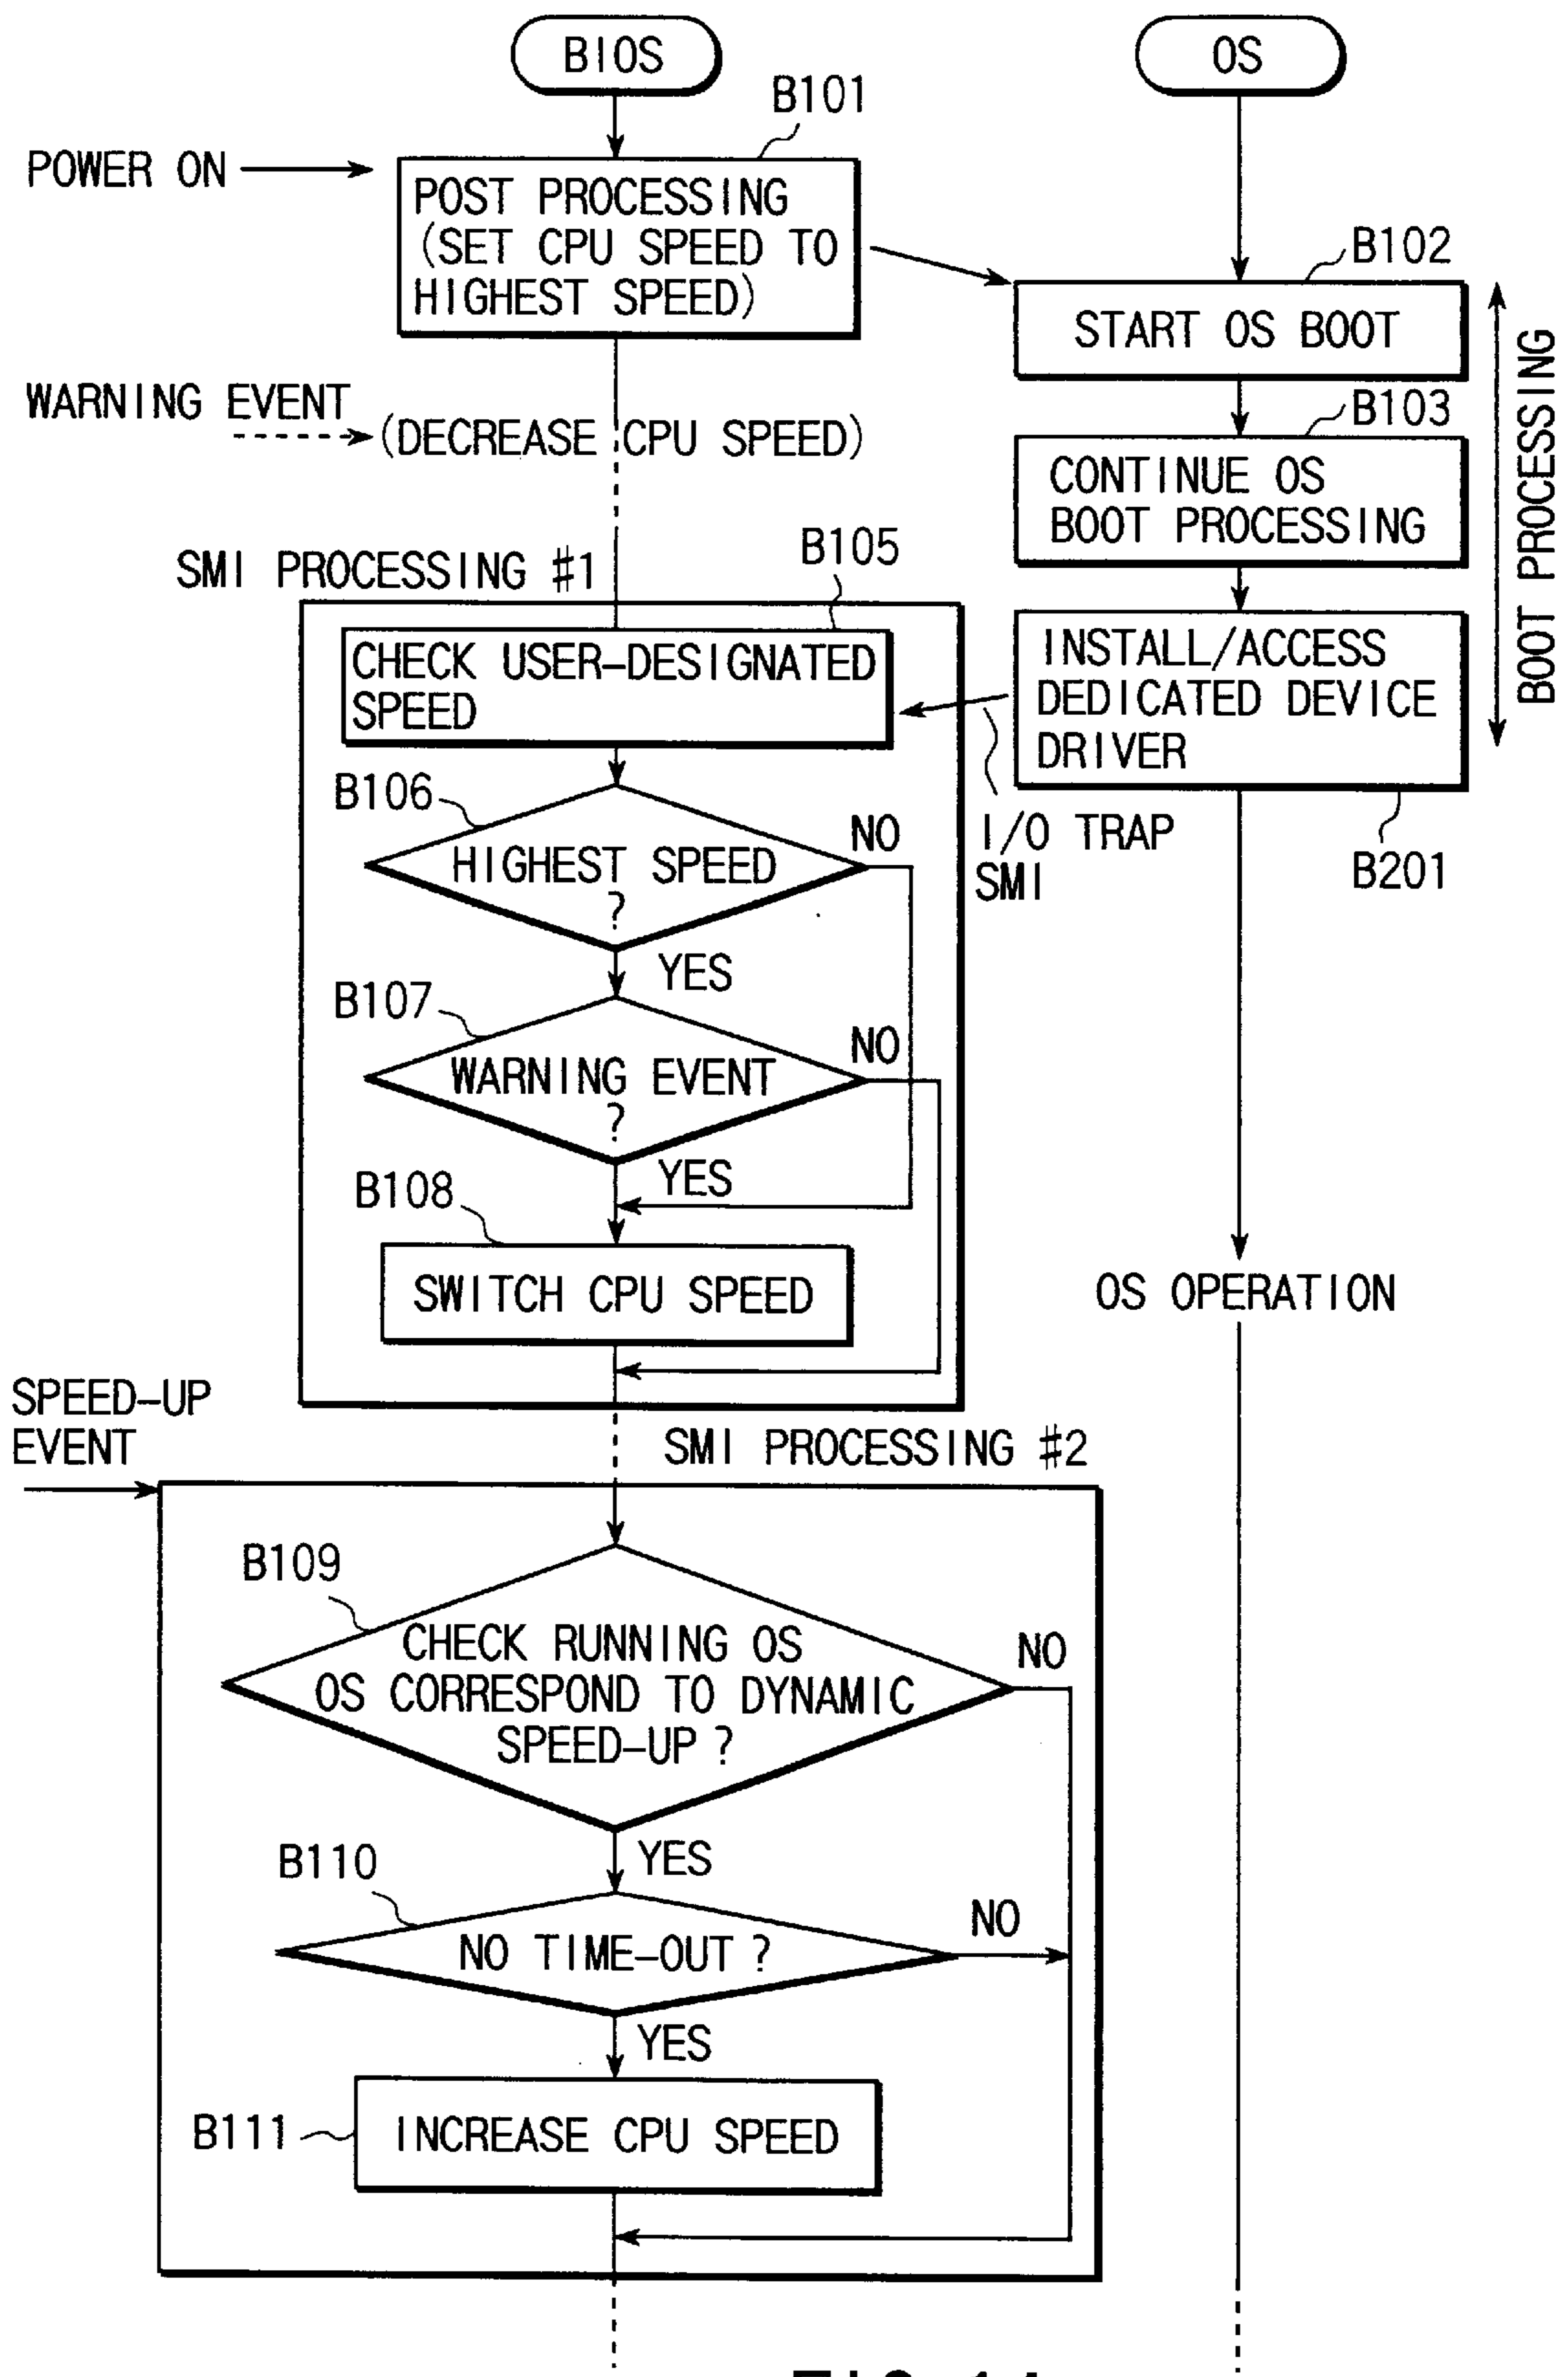 BIOS
OS
B101
POWER ON
POST PROCESSING
(SET CPU SPEED TO
HIGHEST SPEED)
B102
START OS BOOT
WARNING EVENT
(DECREASE CPU SPEED)
B103
CONTINUE OS
BOOT PROCESSING
BOOT PROCESSING
SMI PROCESSING #1
B105
CHECK USER-DESIGNATED
SPEED
INSTALL/ACCESS
DEDICATED DEVICE
DRIVER
B106
HIGHEST SPEED
?
NO
I/O TRAP
SMI
B201
YES
B107
WARNING EVENT
?
NO
YES
B108
SWITCH CPU SPEED
OS OPERATION
SPEED-UP
EVENT
SMI PROCESSING #2
B109
CHECK RUNNING OS
OS CORRESPOND TO DYNAMIC
SPEED-UP ?
NO
YES
B110
NO TIME-OUT ?
NO
YES
B111
INCREASE CPU SPEED